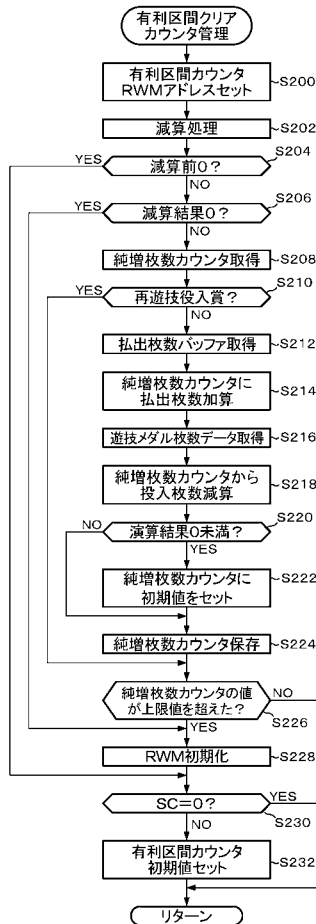 有利区間クリア
カウンタ管理
有利区間カウンタ
RWMアドレスセット
S200
減算処理
S202
YES
減算前0?
S204
NO
YES
減算結果0?
S206
NO
純増枚数カウンタ取得
S208
YES
再遊技役入賞?
S210
NO
払出枚数バッファ取得
S212
純増枚数カウンタに
払出枚数加算
S214
遊技メダル枚数データ取得
S216
純増枚数カウンタから
投入枚数減算
S218
NO
演算結果0未満?
S220
YES
純増枚数カウンタに
初期値をセット
S222
純増枚数カウンタ保存
S224
純増枚数カウンタの値
が上限値を超えた?
NO
S226
YES
RWM初期化
S228
SC=0?
YES
S230
NO
有利区間カウンタ
初期値セット
S232
リターン